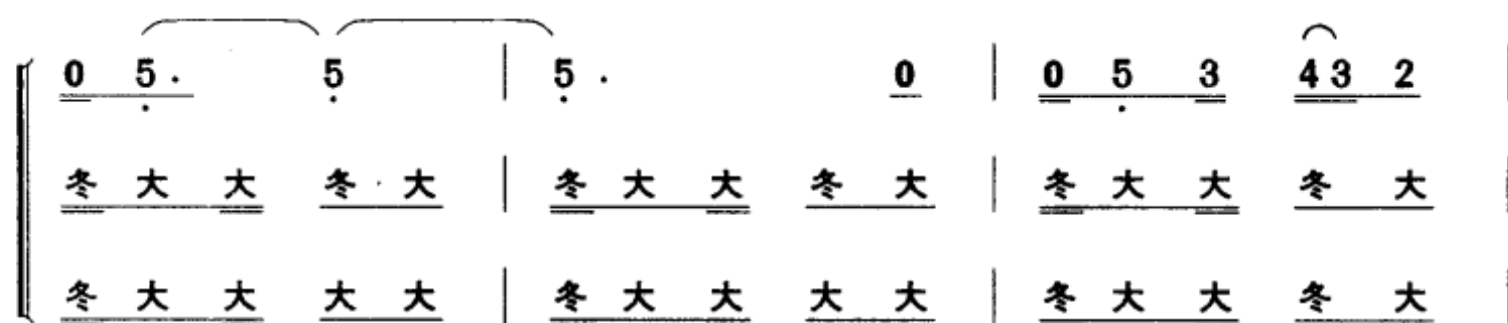 0 5. 5 | 5. 0 | 0 5 3 43 2 |
冬 大 大 冬 大 | 冬 大 大 冬 大 | 冬 大 大 冬 大 |
冬 大 大 大 大 | 冬 大 大 大 大 | 冬 大 大 冬 大 |